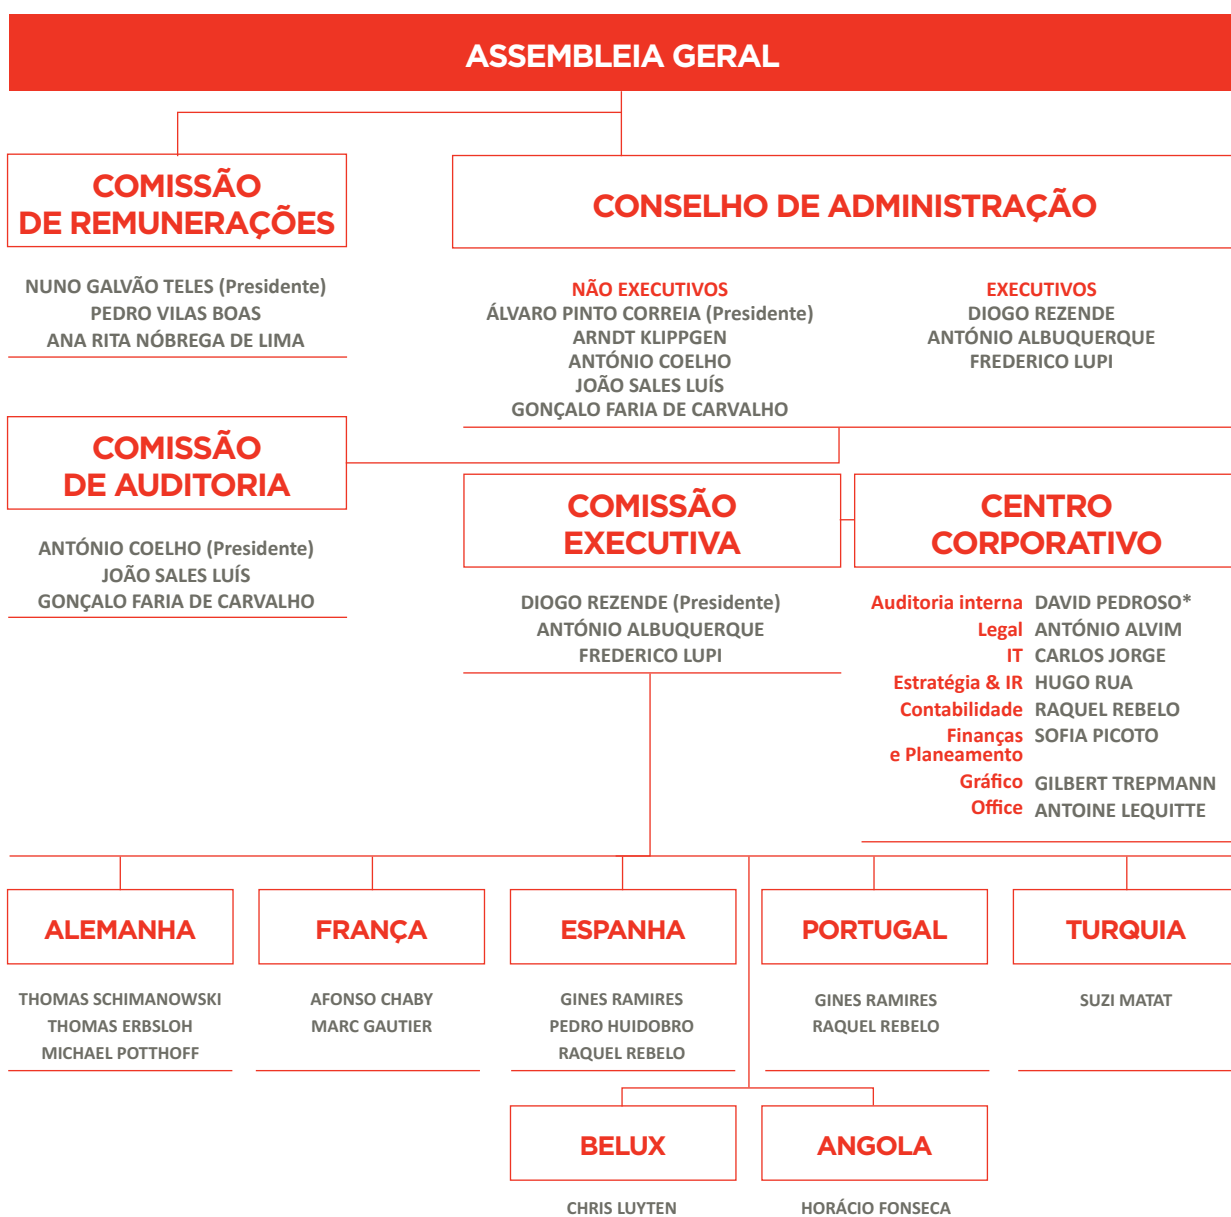 ASSEMBLEIA GERAL
COMISSÃO
DE REMUNERAÇÕES
NUNO GALVÃO TELES (Presidente)
PEDRO VILAS BOAS
ANA RITA NÓBREGA DE LIMA
CONSELHO DE ADMINISTRAÇÃO
NÃO EXECUTIVOS
ÁLVARO PINTO CORREIA (Presidente)
ARNDT KLIPPGEN
ANTÓNIO COELHO
JOÃO SALES LUÍS
GONÇALO FARIA DE CARVALHO
EXECUTIVOS
DIOGO REZENDE
ANTÓNIO ALBUQUERQUE
FREDERICO LUPI
COMISSÃO
DE AUDITORIA
ANTÓNIO COELHO (Presidente)
JOÃO SALES LUÍS
GONÇALO FARIA DE CARVALHO
COMISSÃO
EXECUTIVA
DIOGO REZENDE (Presidente)
ANTÓNIO ALBUQUERQUE
FREDERICO LUPI
CENTRO
CORPORATIVO
Auditoria interna DAVID PEDROSO*
Legal ANTÓNIO ALVIM
IT CARLOS JORGE
Estratégia & IR HUGO RUA
Contabilidade RAQUEL REBELO
Finanças SOFIA PICOTO
e Planeamento
Gráfico GILBERT TREPMANN
Office ANTOINE LEQUITTE
ALEMANHA
THOMAS SCHIMANOWSKI
THOMAS ERBSLOH
MICHAEL POTTHOFF
FRANÇA
AFONSO CHABY
MARC GAUTIER
ESPANHA
GINES RAMIRES
PEDRO HUIDOBRO
RAQUEL REBELO
PORTUGAL
GINES RAMIRES
RAQUEL REBELO
TURQUIA
SUZI MATAT
BELUX
CHRIS LUYTEN
ANGOLA
HORÁCIO FONSECA